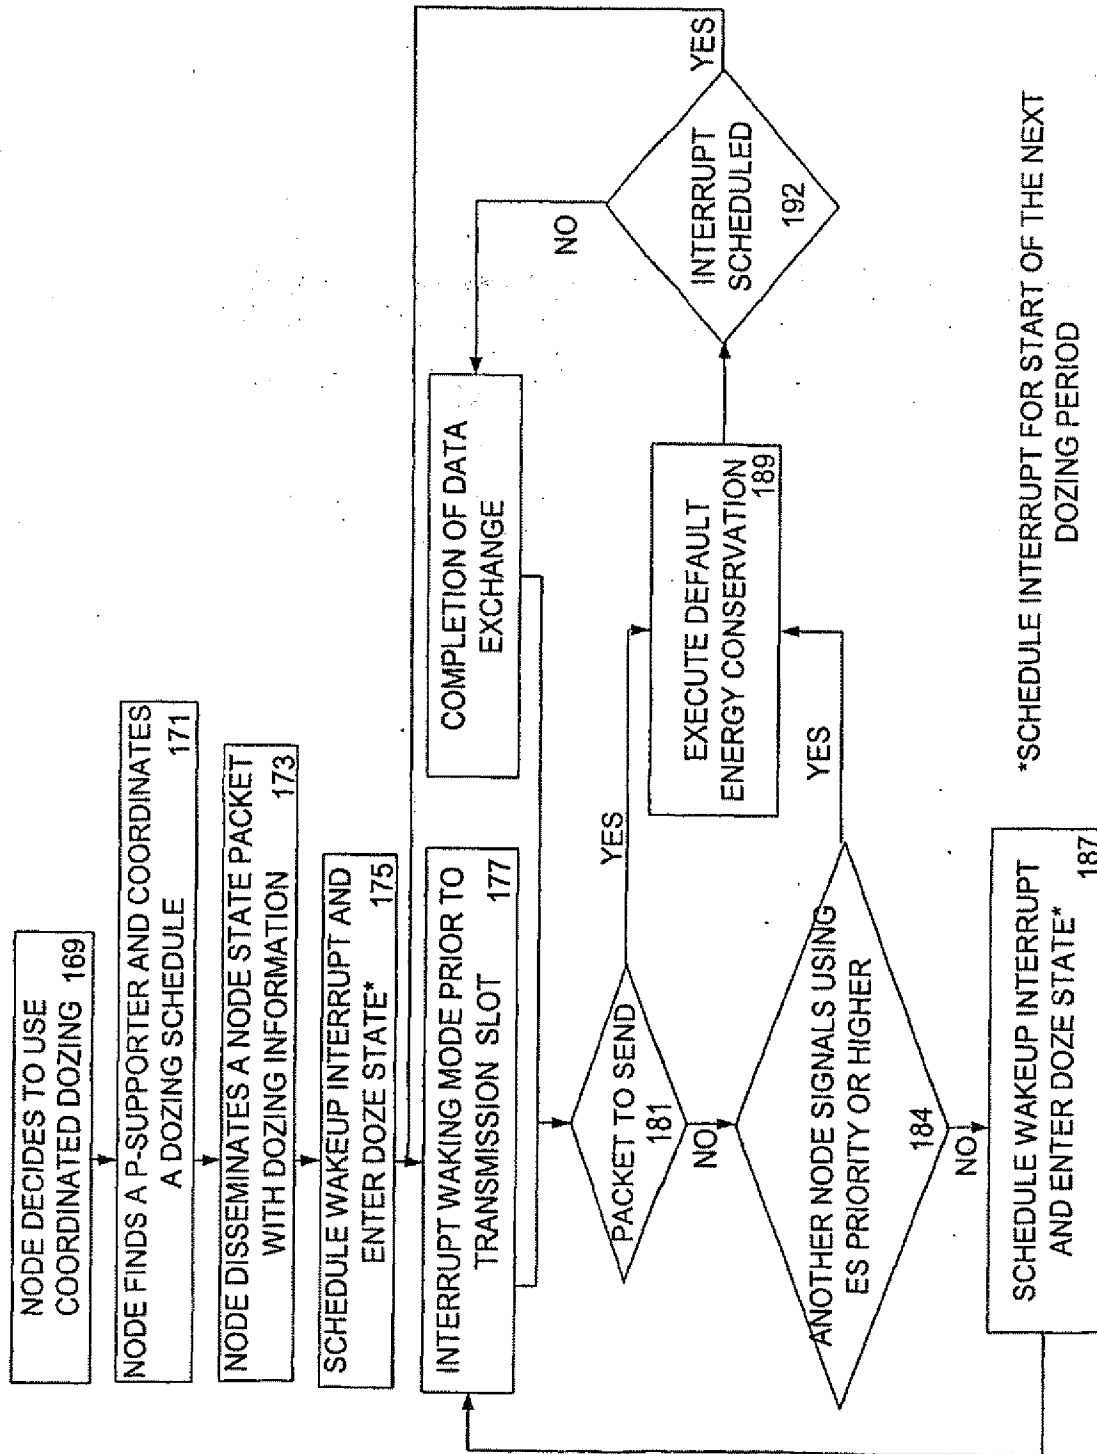 NODE DECIDES TO USE
COORDINATED DOZING 169
NODE FINDS A P-SUPPORTER AND COORDINATES
A DOZING SCHEDULE 171
NODE DISSEMINATES A NODE STATE PACKET
WITH DOZING INFORMATION 173
SCHEDULE WAKEUP INTERRUPT AND
ENTER DOZE STATE* 175
INTERRUPT WAKING MODE PRIOR TO
TRANSMISSION SLOT 177
COMPLETION OF DATA
EXCHANGE
PACKET TO SEND
181
YES
NO
ANOTHER NODE SIGNALS USING
ES PRIORITY OR HIGHER
184
YES
NO
EXECUTE DEFAULT
ENERGY CONSERVATION
189
INTERRUPT
SCHEDULED
192
NO
YES
SCHEDULE WAKEUP INTERRUPT
AND ENTER DOZE STATE*
187
*SCHEDULE INTERRUPT FOR START OF THE NEXT
DOZING PERIOD